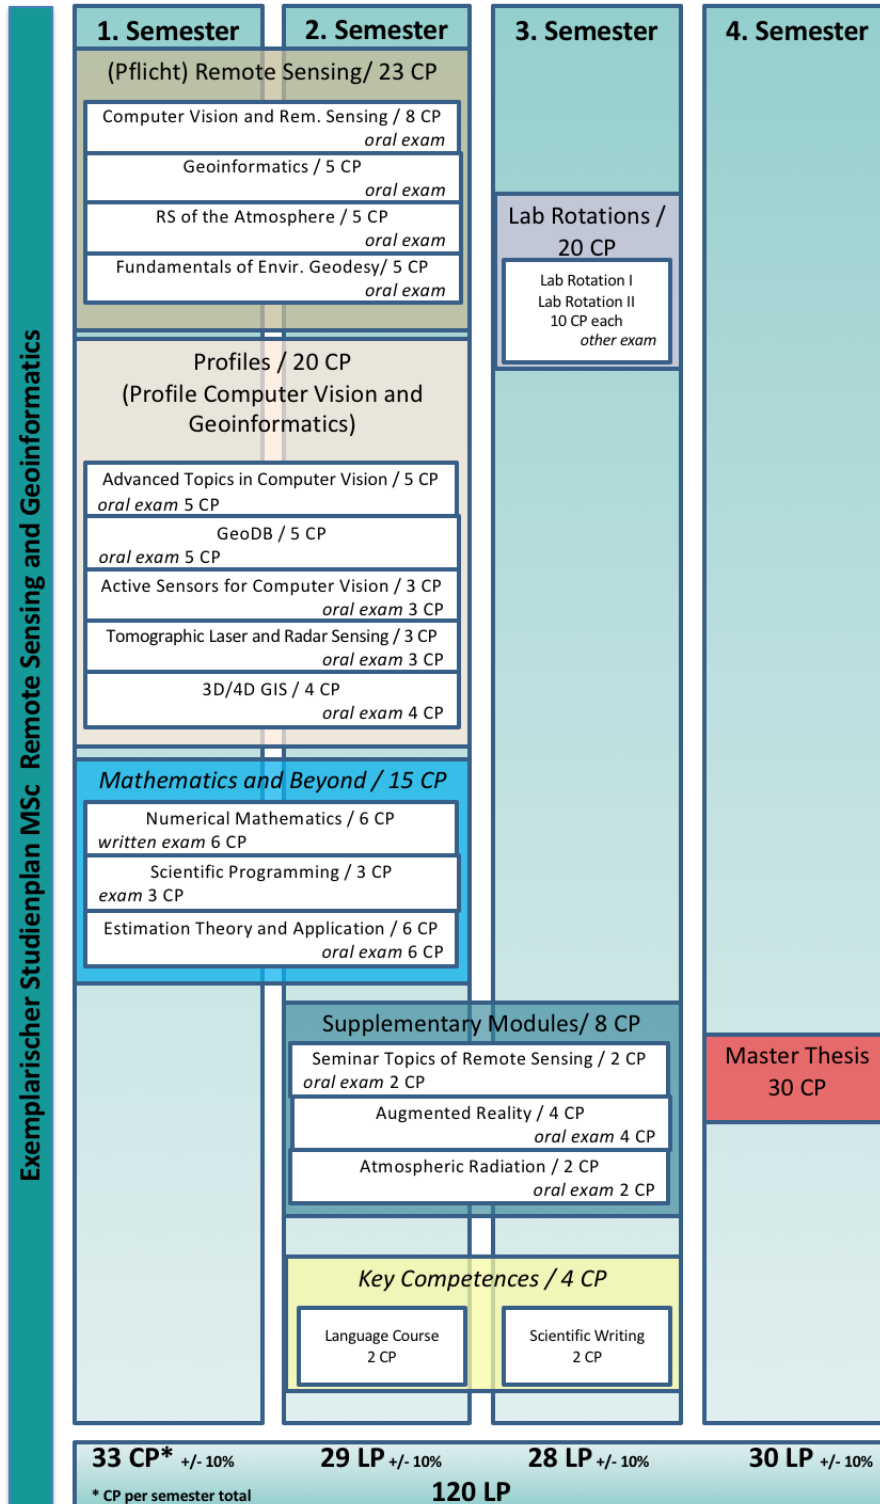 Exemplarischer Studienplan MSc Remote Sensing and Geoinformatics
1. Semester
2. Semester
3. Semester
4. Semester
(Pflicht) Remote Sensing/ 23 CP
Computer Vision and Rem. Sensing / 8 CP
oral exam
Geoinformatics / 5 CP
oral exam
RS of the Atmosphere / 5 CP
oral exam
Fundamentals of Envir. Geodesy/ 5 CP
oral exam
Lab Rotations /
20 CP
Lab Rotation I
Lab Rotation II
10 CP each
other exam
Profiles / 20 CP
(Profile Computer Vision and
Geoinformatics)
Advanced Topics in Computer Vision / 5 CP
oral exam 5 CP
GeoDB / 5 CP
oral exam 5 CP
Active Sensors for Computer Vision / 3 CP
oral exam 3 CP
Tomographic Laser and Radar Sensing / 3 CP
oral exam 3 CP
3D/4D GIS / 4 CP
oral exam 4 CP
Mathematics and Beyond / 15 CP
Numerical Mathematics / 6 CP
written exam 6 CP
Scientific Programming / 3 CP
exam 3 CP
Estimation Theory and Application / 6 CP
oral exam 6 CP
Supplementary Modules/ 8 CP
Seminar Topics of Remote Sensing / 2 CP
oral exam 2 CP
Augmented Reality / 4 CP
oral exam 4 CP
Atmospheric Radiation / 2 CP
oral exam 2 CP
Master Thesis
30 CP
Key Competences / 4 CP
Language Course
2 CP
Scientific Writing
2 CP
33 CP* +/- 10%
29 LP +/- 10%
28 LP +/- 10%
30 LP +/- 10%
* CP per semester total
120 LP